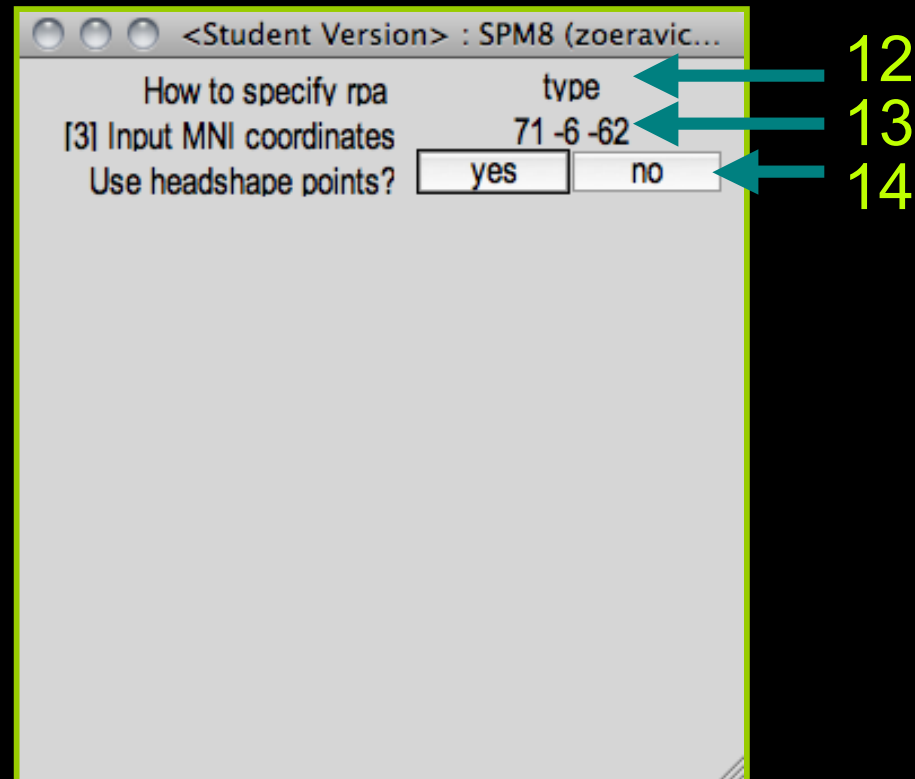 <Student Version> : SPM8 (zoeravic...
How to specify rpa type 12
[3] Input MNI coordinates 71 -6 -62 13
Use headshape points? yes no 14